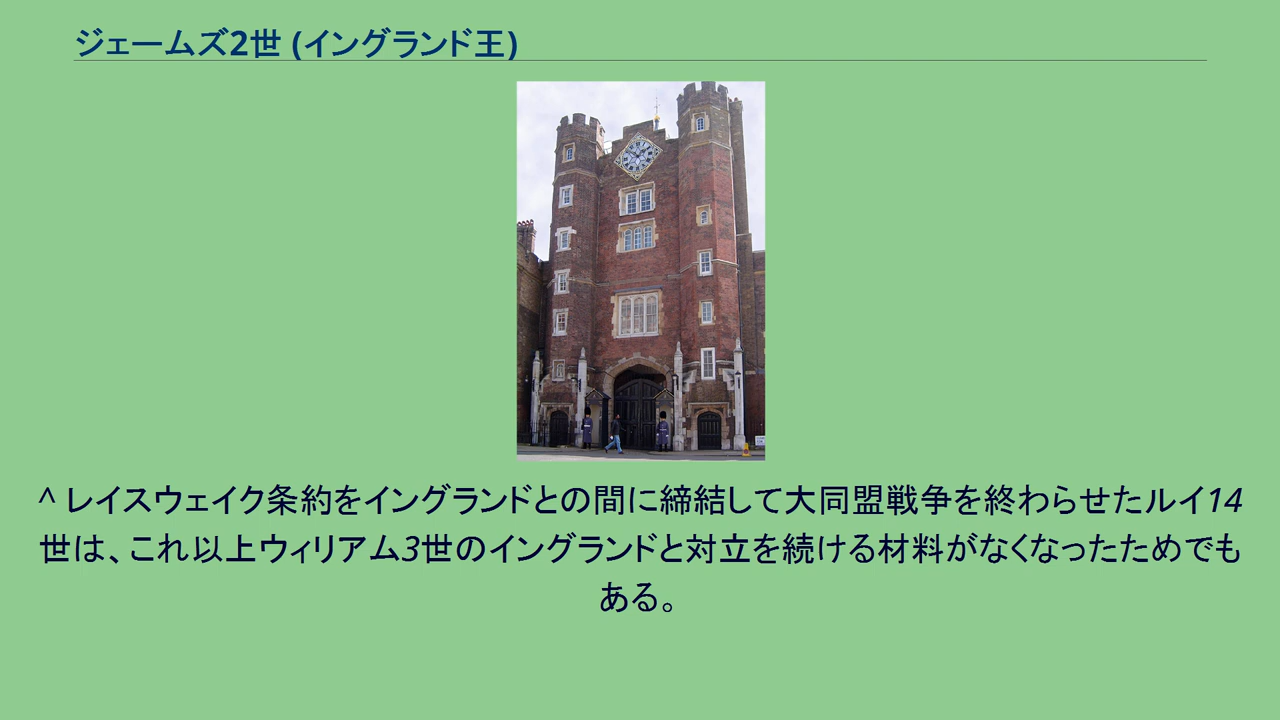 ジェームズ2世 (イングランド王)
^ レイスウェイク条約をイングランドとの間に締結して大同盟戦争を終わらせたルイ14
世は、これ以上ウィリアム3世のイングランドと対立を続ける材料がなくなったためでも
ある。